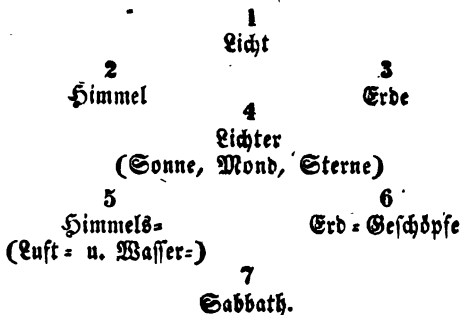 1
Licht
2 3
Himmel Erde
4
Lichter
(Sonne, Mond, Sterne)
5 6
Himmels= Erd=Geschöpfe
(Luft= u. Wasser=)
7
Sabbath.